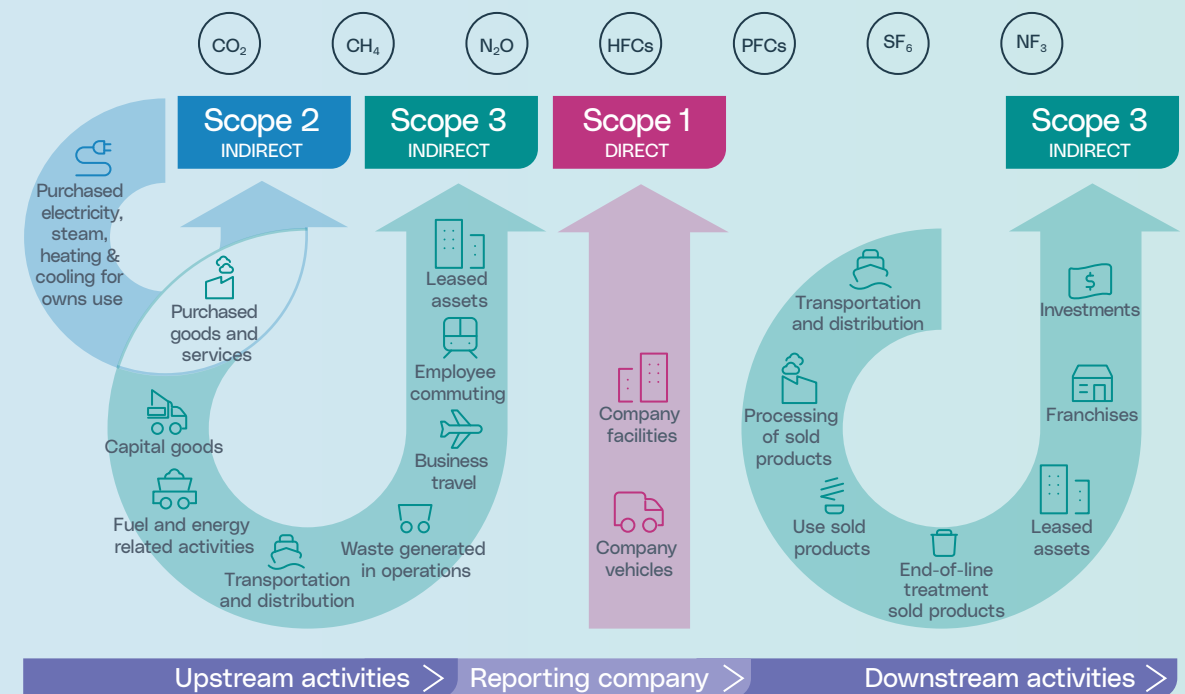 CO₂
CH₄
N₂O
HFCs
PFCs
SF₆
NF₃
Scope 2
INDIRECT
Scope 3
INDIRECT
Scope 1
DIRECT
Scope 3
INDIRECT
Purchased
electricity,
steam,
heating &
cooling for
owns use
Purchased
goods and
services
Capital goods
Fuel and energy
related activities
Transportation
and distribution
Waste generated
in operations
Business
travel
Employee
commuting
Leased
assets
Company
facilities
Company
vehicles
Transportation
and distribution
Processing
of sold
products
Use sold
products
End-of-line
treatment
sold products
Leased
assets
Franchises
Investments
$
Upstream activities
Reporting company
Downstream activities